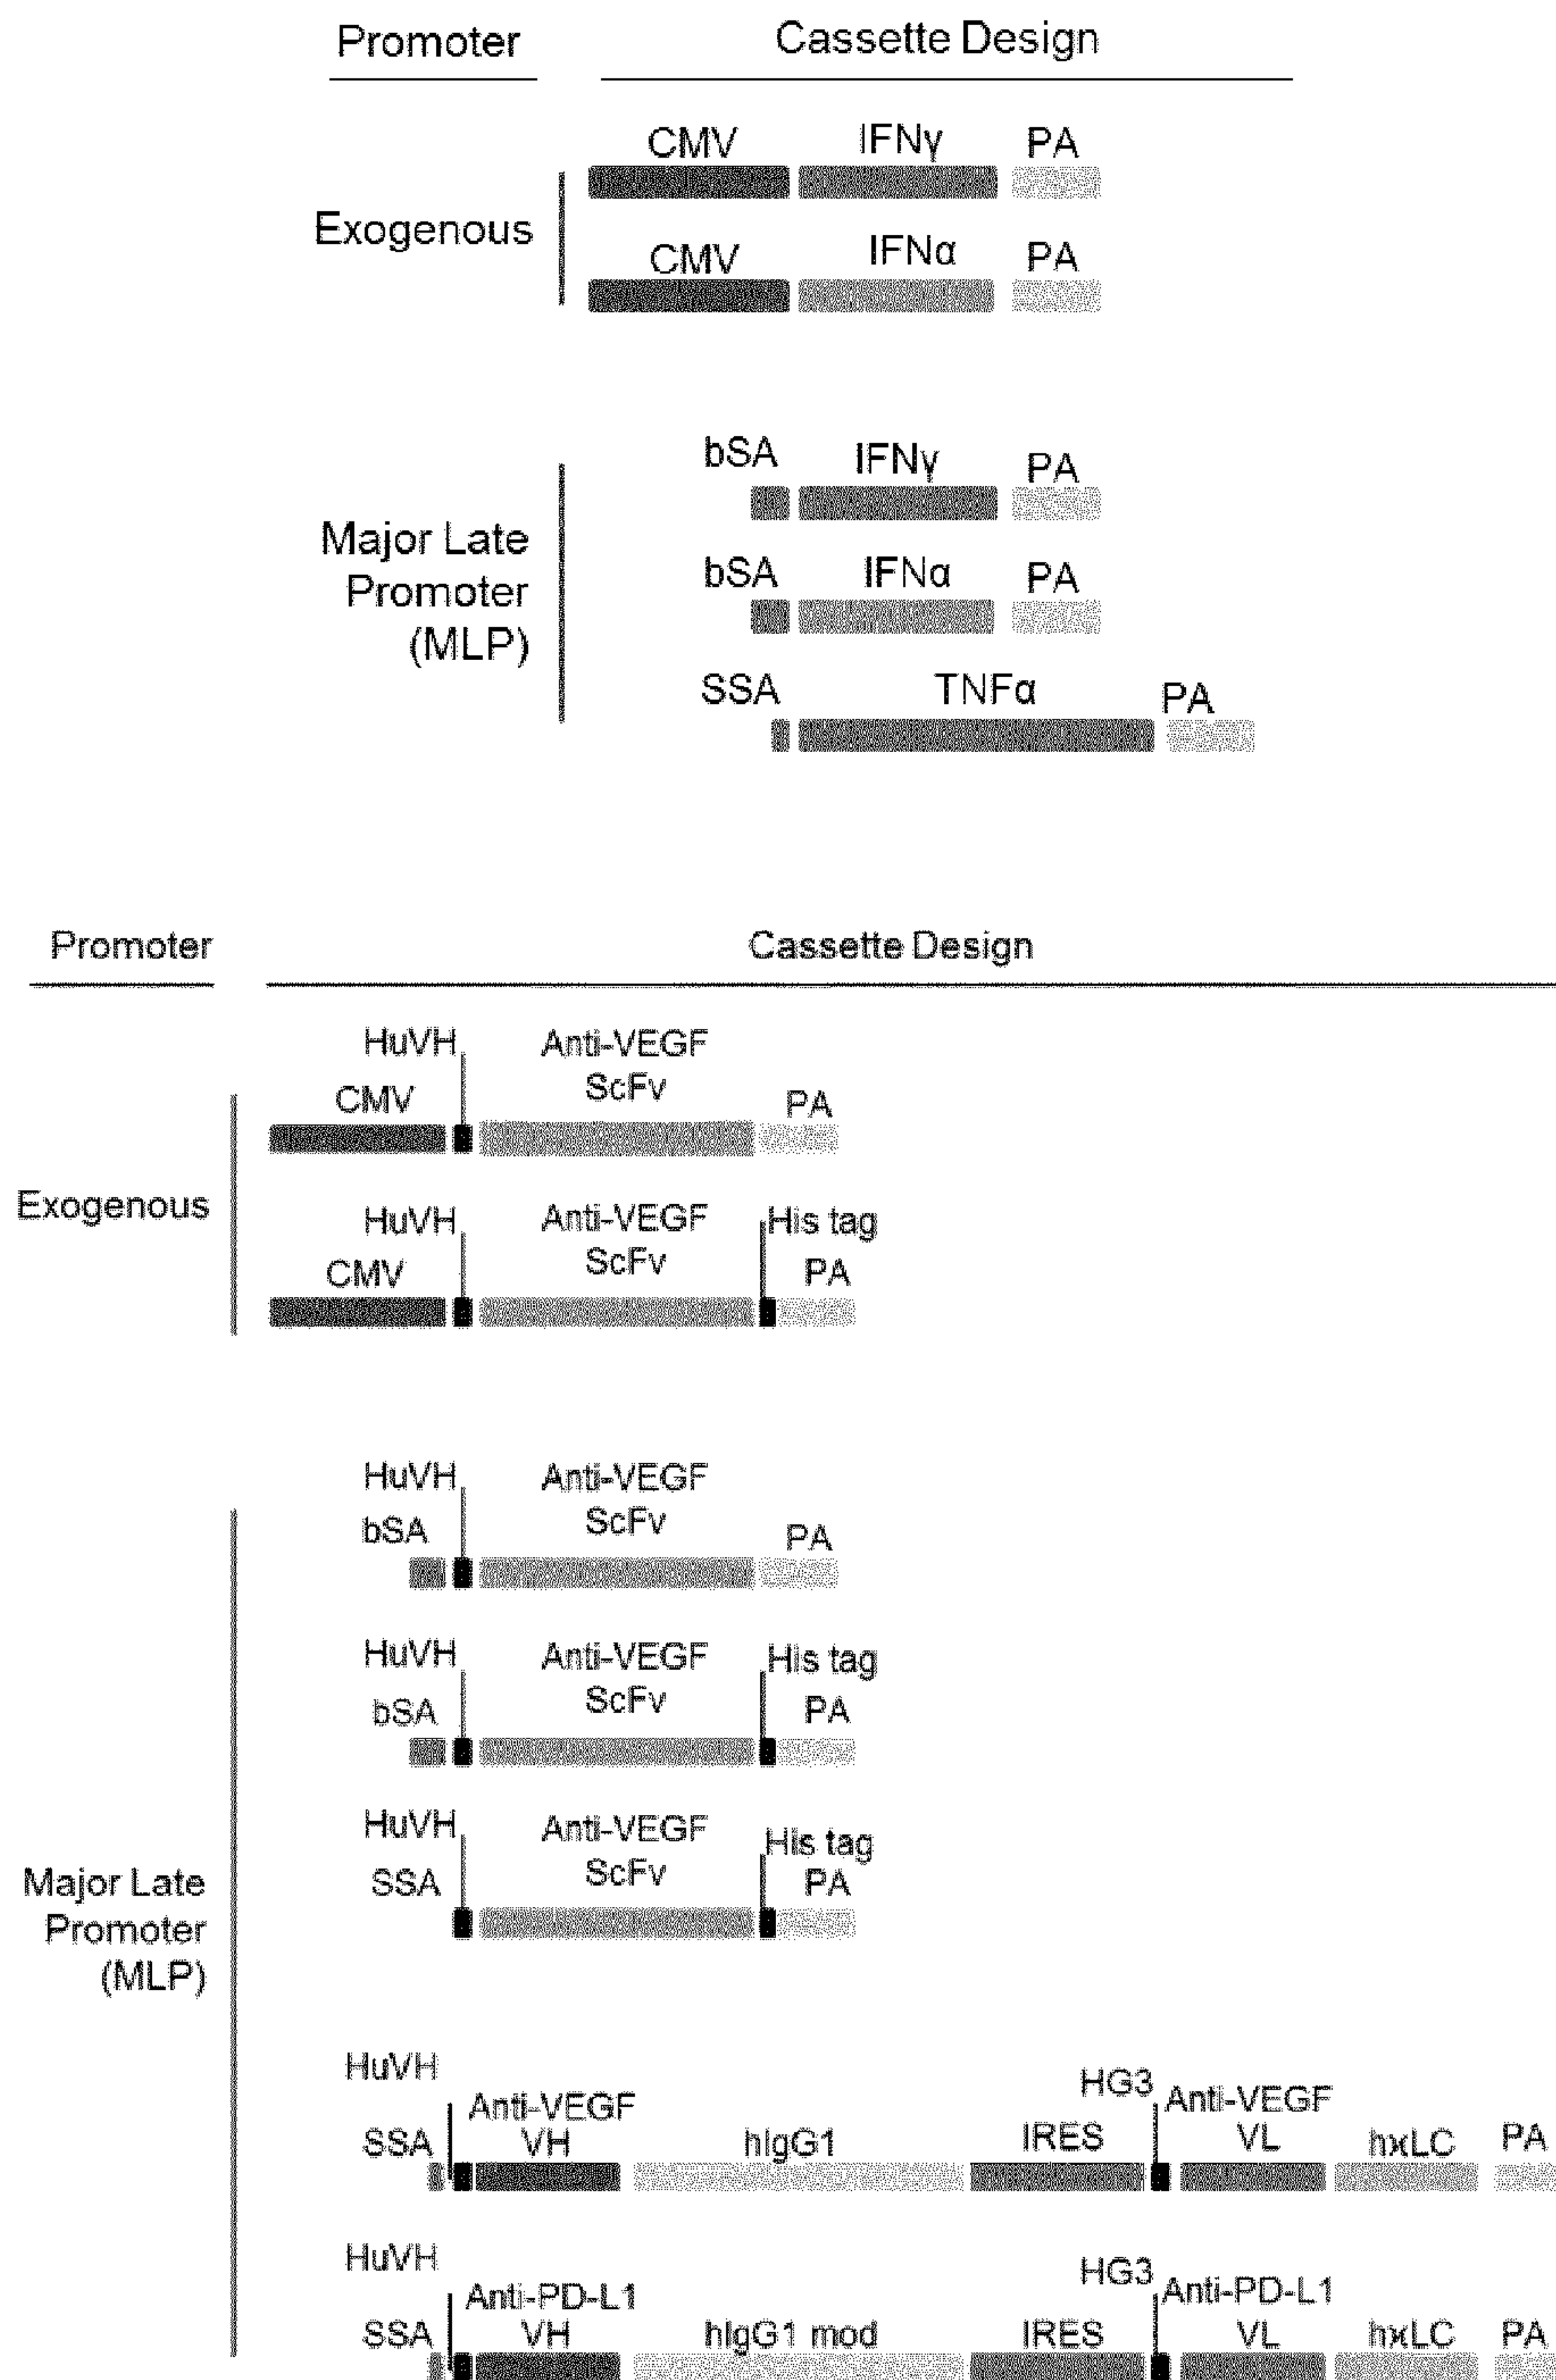 Promoter Cassette Design
CMV IFNγ PA
Exogenous
CMV IFNα PA
bSA IFNγ PA
Major Late
Promoter
(MLP)
bSA IFNα PA
SSA TNFα PA
Promoter Cassette Design
HuVH Anti-VEGF
CMV ScFv PA
Exogenous
HuVH Anti-VEGF His tag
CMV ScFv PA
HuVH Anti-VEGF
bSA ScFv PA
HuVH Anti-VEGF His tag
bSA ScFv PA
HuVH Anti-VEGF His tag
SSA ScFv PA
Major Late
Promoter
(MLP)
HuVH HG3
Anti-VEGF Anti-VEGF
SSA VH hIgG1 IRES VL hκLC PA
HuVH HG3
Anti-PD-L1 Anti-PD-L1
SSA VH hIgG1 mod IRES VL hκLC PA